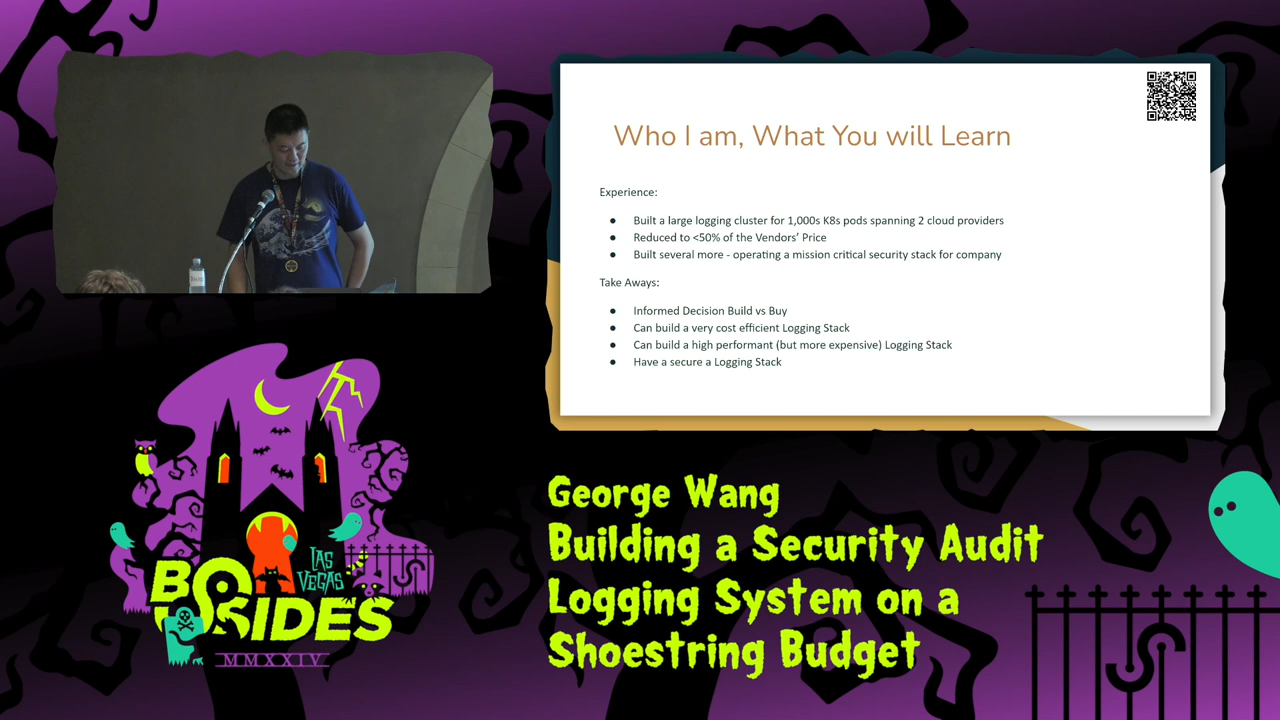 Who I am, What You will Learn
Experience:
● Built a large logging cluster for 1,000s K8s pods spanning 2 cloud providers
● Reduced to <50% of the Vendors' Price
● Built several more - operating a mission critical security stack for company
Take Aways:
● Informed Decision Build vs Buy
● Can build a very cost efficient Logging Stack
● Can build a high performant (but more expensive) Logging Stack
● Have a secure a Logging Stack
LAS
VEGAS
BSIDES
MMXXIV
George Wang
Building a Security Audit
Logging System on a
Shoestring Budget